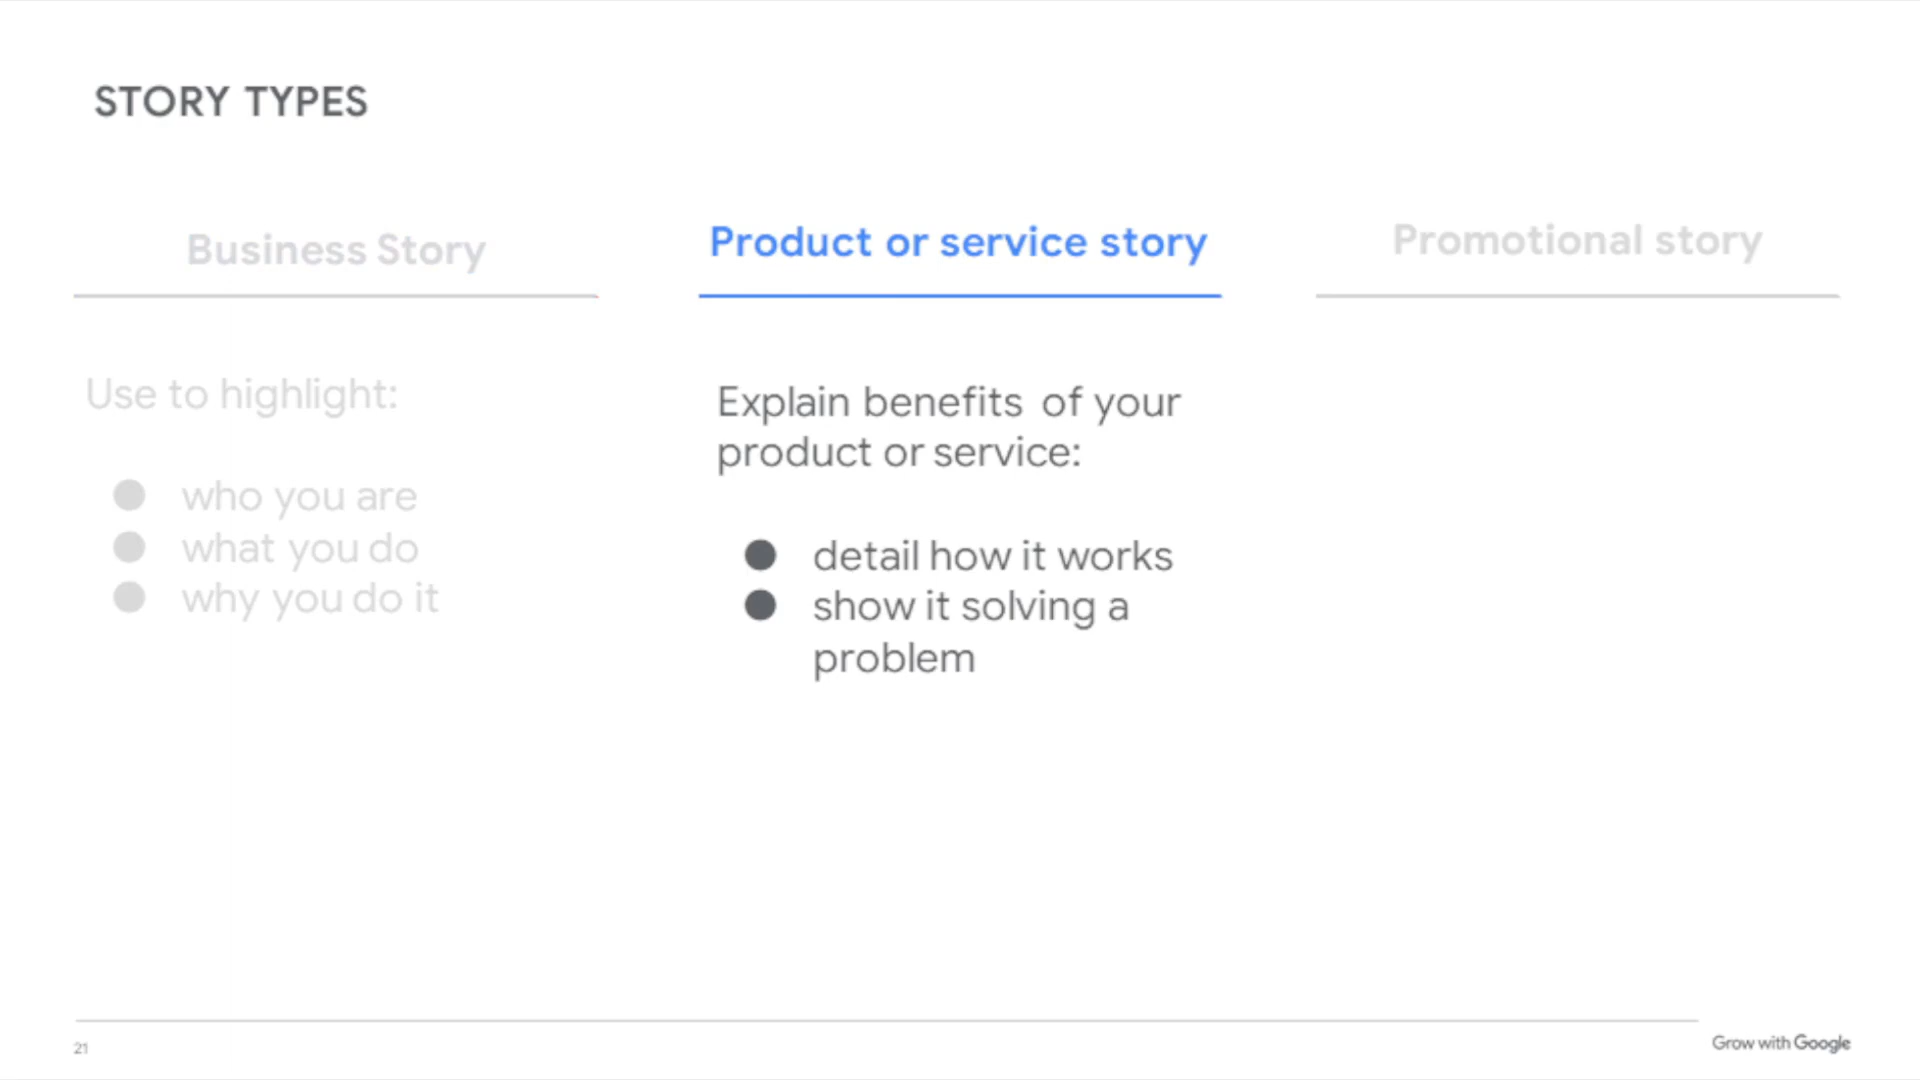 STORY TYPES
Business Story
Use to highlight:
● who you are
● what you do
● why you do it
Product or service story
Explain benefits of your
product or service:
● detail how it works
● show it solving a
problem
Promotional story
21
Grow with Google